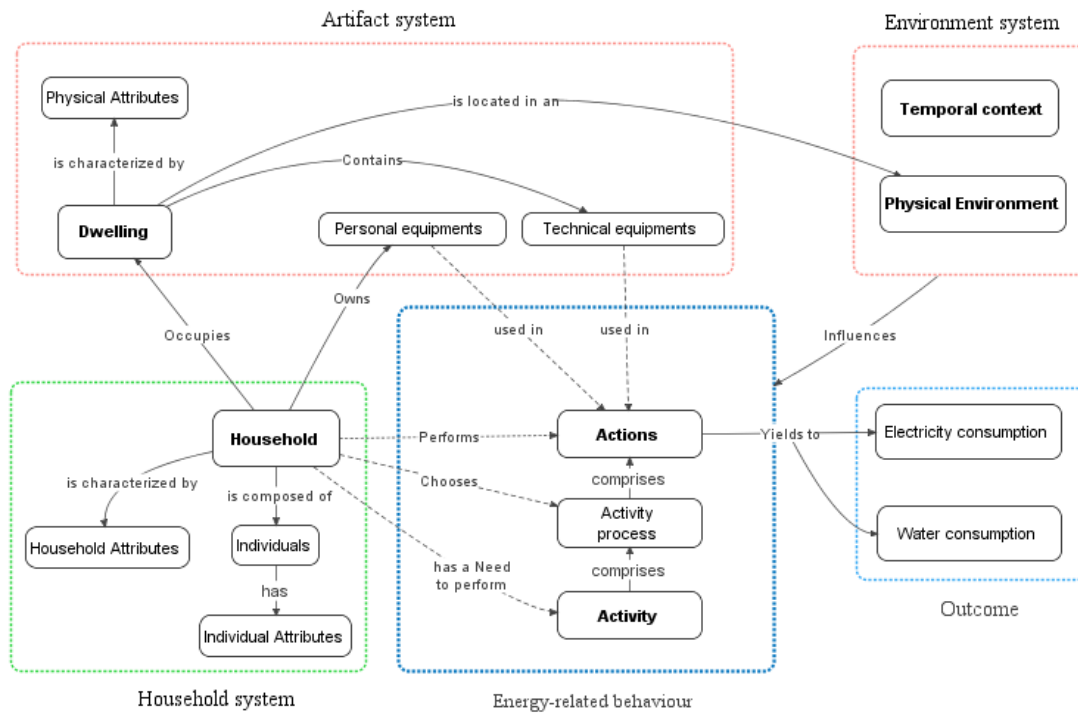 Artifact system
Environment system
Physical Attributes
is located in an
Temporal context
is characterized by
Contains
Physical Environment
Dwelling
Personal equipments
Technical equipments
Owns
Occupies
used in
used in
Influences
Household
Performs
Actions
Yields to
Electricity consumption
is characterized by
is composed of
Chooses
comprises
Household Attributes
Individuals
Activity
process
Water consumption
has a Need
to perform
comprises
has
Activity
Individual Attributes
Outcome
Household system
Energy-related behaviour